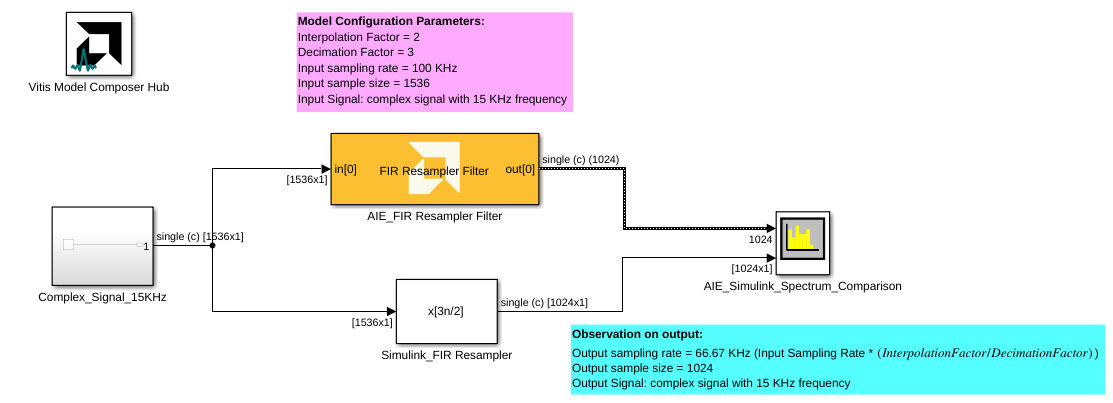 Vitis Model Composer Hub
Model Configuration Parameters:
Interpolation Factor = 2
Decimation Factor = 3
Input sampling rate = 100 KHz
Input sample size = 1536
Input Signal: complex signal with 15 KHz frequency
in[0]
FIR Resampler Filter
out[0]
single (c) (1024)
[1536x1]
AIE_FIR Resampler Filter
1
single (c) [1536x1]
Complex_Signal_15KHz
1024
[1024x1]
AIE_Simulink_Spectrum_Comparison
x[3n/2]
single (c) [1024x1]
[1536x1]
Simulink_FIR Resampler
Observation on output:
Output sampling rate = 66.67 KHz (Input Sampling Rate * (InterpolationFactor/DecimationFactor))
Output sample size = 1024
Output Signal: complex signal with 15 KHz frequency